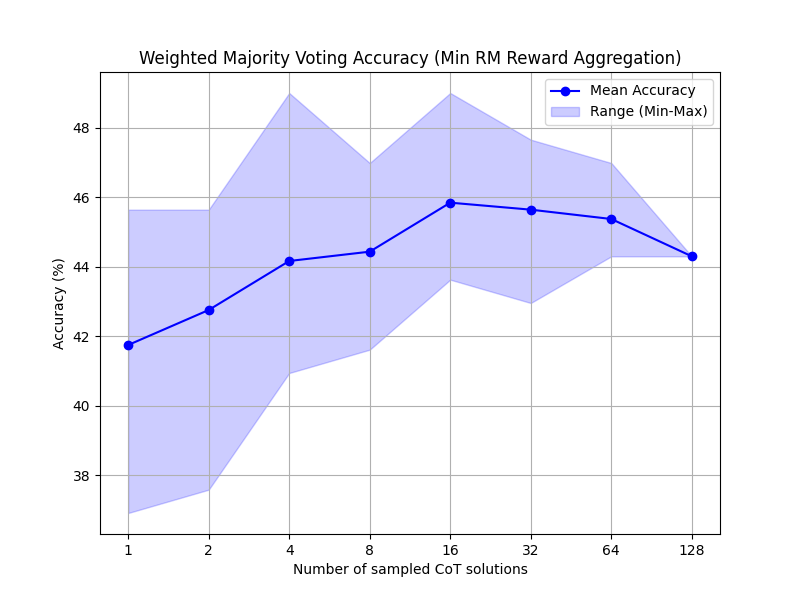 Weighted Majority Voting Accuracy (Min RM Reward Aggregation)
Mean Accuracy
Range (Min-Max)
48
46
44
42
40
38
Accuracy (%)
1 2 4 8 16 32 64 128
Number of sampled CoT solutions